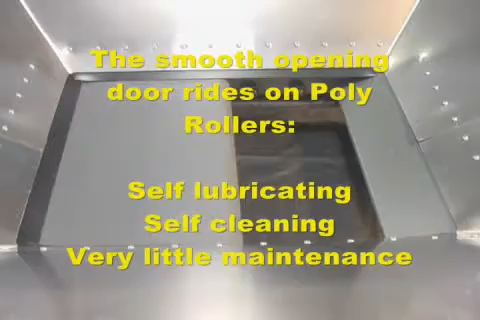 The smooth opening
door rides on Poly
Rollers:
Self lubricating
Self cleaning
Very little maintenance